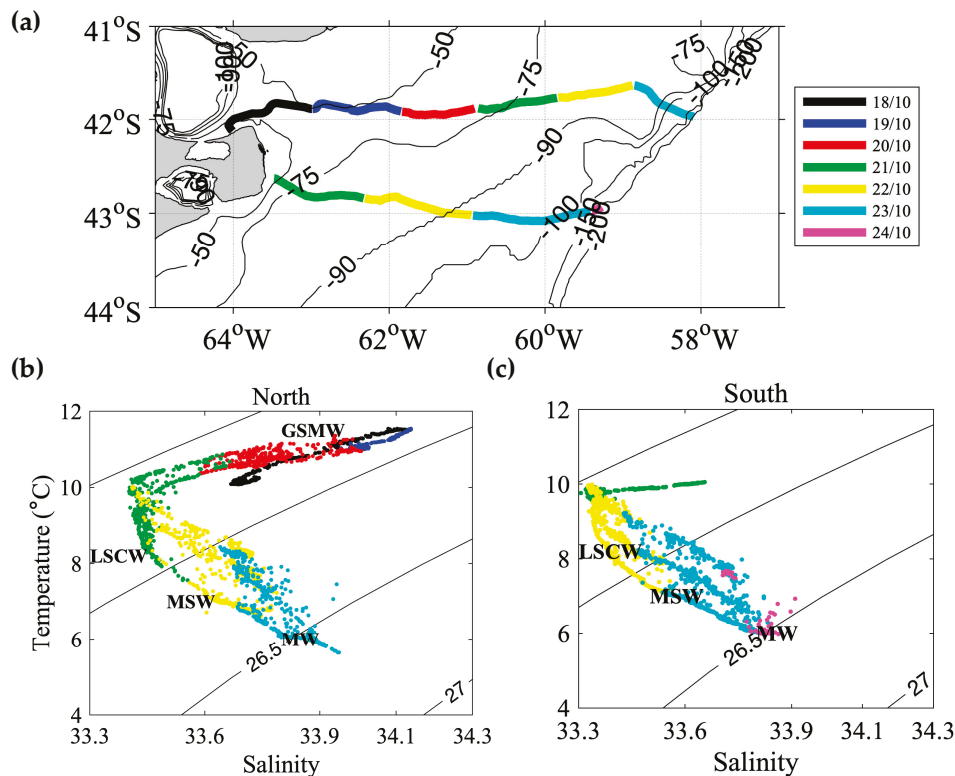 (a)
41°S
42°S
43°S
44°S
64°W
62°W
60°W
58°W
-50
-100
-90
-75
-50
-75
-75
-100
-150
-200
-90
-75
-75
-50
-90
-100
-150
-200
18/10
19/10
20/10
21/10
22/10
23/10
24/10
(b)
North
12
10
8
6
4
Temperature (°C)
GSMW
LSCW
MSW
MW
26.5
27
33.3
33.6
33.9
34.1
34.3
Salinity
(c)
South
12
10
8
6
4
LSCW
MSW
MW
26.5
27
33.3
33.6
33.9
34.1
34.3
Salinity